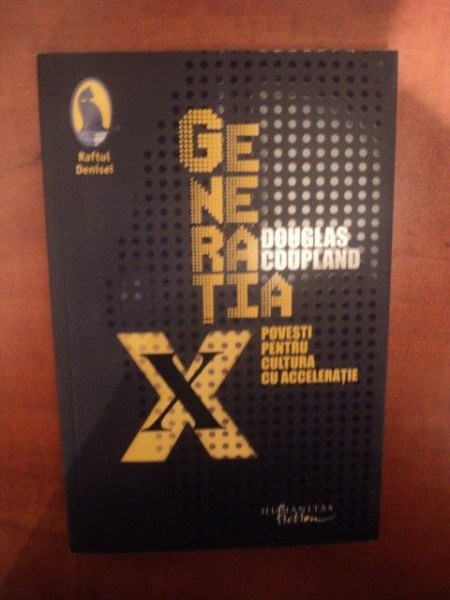 Raftul
Denisei
GE
NE
RA
ȚIA
X
DOUGLAS
COUPLAND
POVEȘTI
PENTRU
CULTURA
CU ACCELERAȚIE
HUMANITAS
fiction